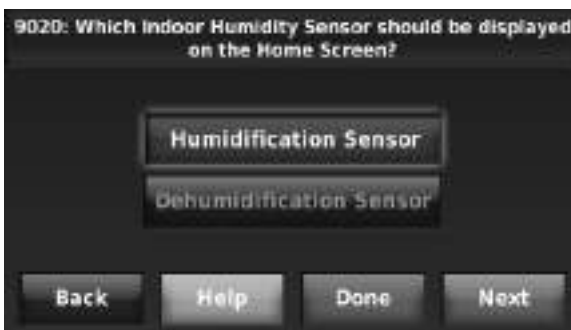 9020: Which Indoor Humidity Sensor should be displayed
on the Home Screen?
Humidification Sensor
Dehumidification Sensor
Back Help Done Next